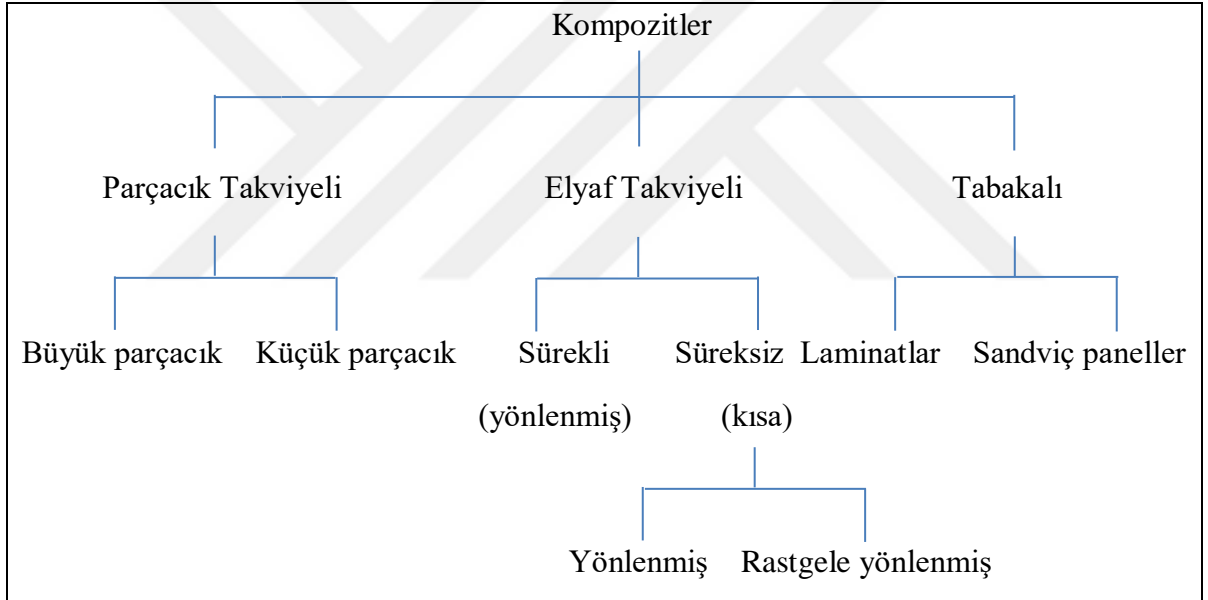 Kompozitler
Parçacık Takviyeli Elyaf Takviyeli Tabakalı
Büyük parçacık Küçük parçacık Sürekli Süreksiz Laminatlar Sandviç paneller
(yönlenmiş) (kısa)
Yönlenmiş Rastgele yönlenmiş